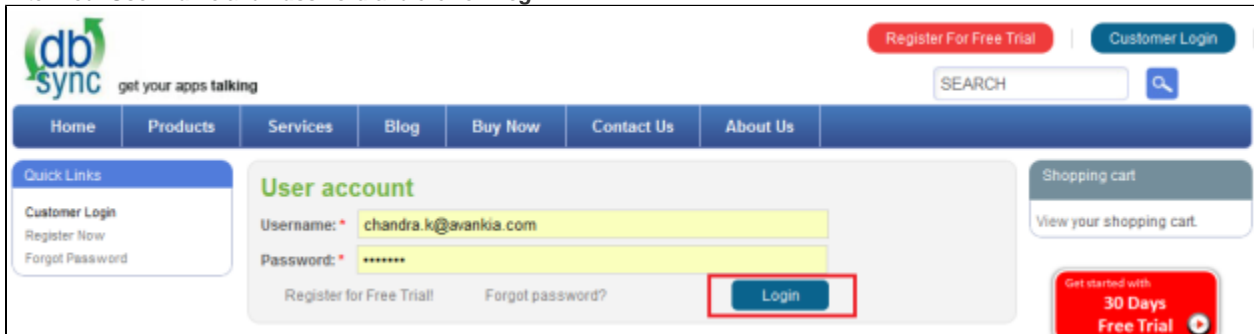 Register For Free Trial
Customer Login
db
sync get your apps talking
SEARCH
Home Products Services Blog Buy Now Contact Us About Us
Quick Links
Customer Login
Register Now
Forgot Password
User account
Username: * chandra.k@avankia.com
Password: * •••••••
Register for Free Trial! Forgot password? Login
Shopping cart
View your shopping cart.
Get started with
30 Days
Free Trial